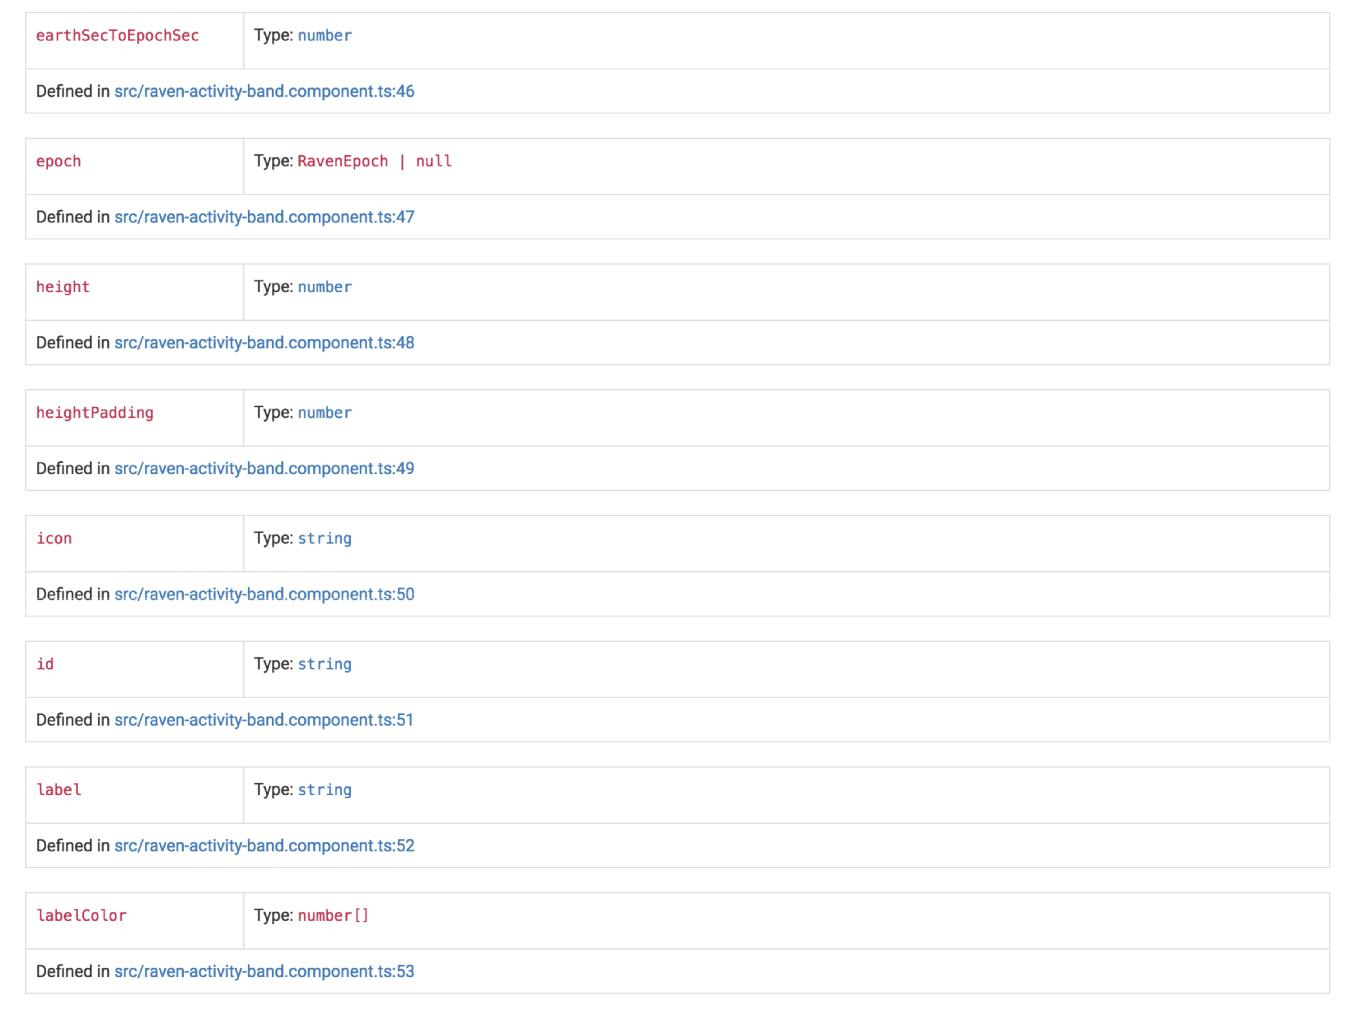 earthSecToEpochSec Type: number
Defined in src/raven-activity-band.component.ts:46
epoch Type: RavenEpoch | null
Defined in src/raven-activity-band.component.ts:47
height Type: number
Defined in src/raven-activity-band.component.ts:48
heightPadding Type: number
Defined in src/raven-activity-band.component.ts:49
icon Type: string
Defined in src/raven-activity-band.component.ts:50
id Type: string
Defined in src/raven-activity-band.component.ts:51
label Type: string
Defined in src/raven-activity-band.component.ts:52
labelColor Type: number[]
Defined in src/raven-activity-band.component.ts:53